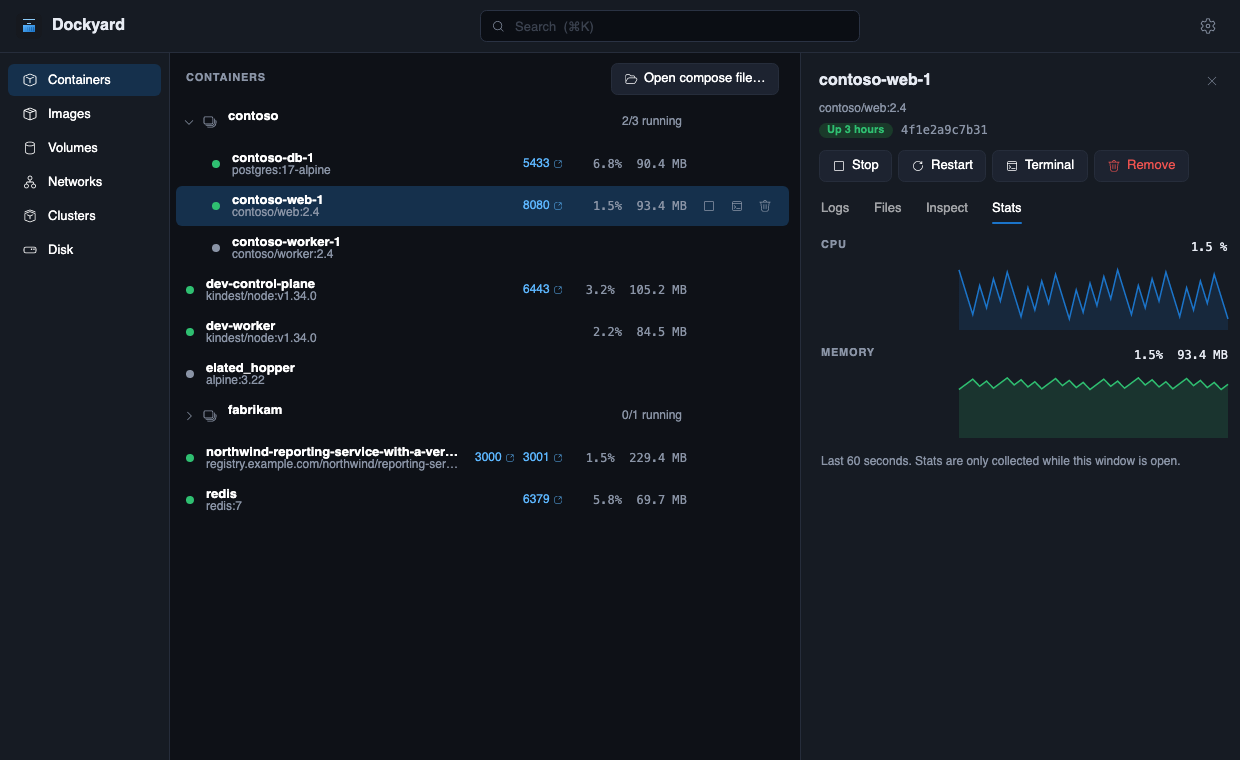 Dockyard
Search (⌘K)
Containers
Images
Volumes
Networks
Clusters
Disk
CONTAINERS
Open compose file…
contoso
2/3 running
contoso-db-1
postgres:17-alpine
5433
6.8% 90.4 MB
contoso-web-1
contoso/web:2.4
8080
1.5% 93.4 MB
contoso-worker-1
contoso/worker:2.4
dev-control-plane
kindest/node:v1.34.0
6443
3.2% 105.2 MB
dev-worker
kindest/node:v1.34.0
2.2% 84.5 MB
elated_hopper
alpine:3.22
fabrikam
0/1 running
northwind-reporting-service-with-a-ver…
registry.example.com/northwind/reporting-ser…
3000 3001
1.5% 229.4 MB
redis
redis:7
6379
5.8% 69.7 MB
contoso-web-1
contoso/web:2.4
Up 3 hours 4f1e2a9c7b31
Stop Restart Terminal Remove
Logs Files Inspect Stats
CPU 1.5 %
MEMORY 1.5% 93.4 MB
Last 60 seconds. Stats are only collected while this window is open.